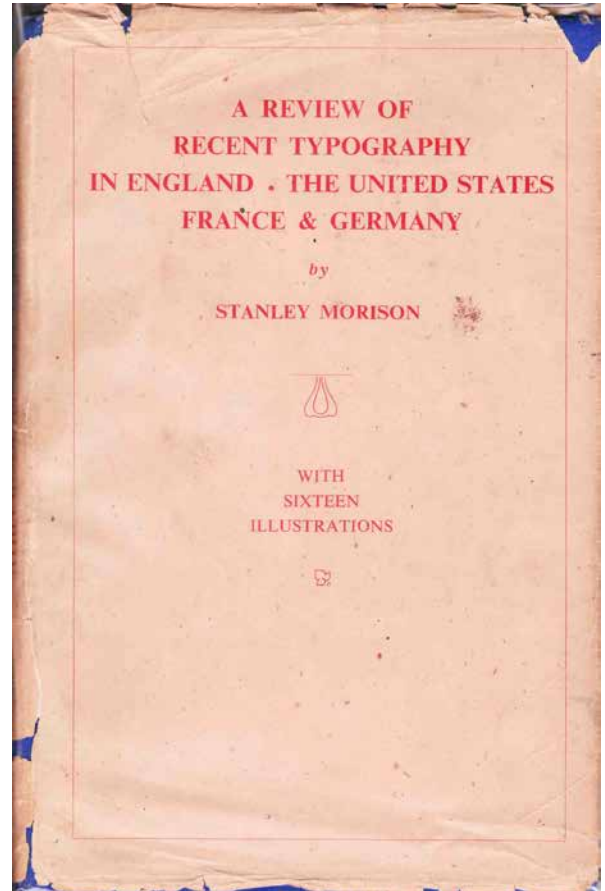 A REVIEW OF
RECENT TYPOGRAPHY
IN ENGLAND . THE UNITED STATES
FRANCE & GERMANY
by
STANLEY MORISON
WITH
SIXTEEN
ILLUSTRATIONS